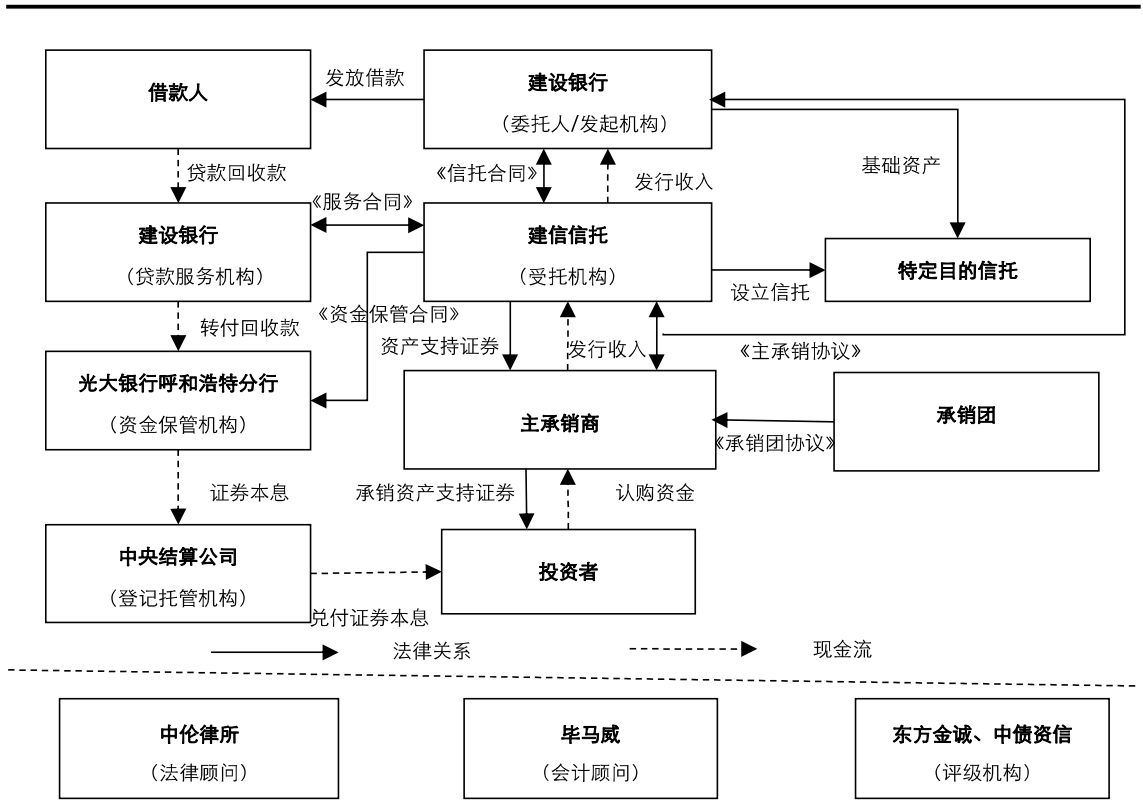 借款人
发放借款
建设银行
（委托人/发起机构）
贷款回收款
《信托合同》
发行收入
基础资产
建设银行
（贷款服务机构）
《服务合同》
建信信托
（受托机构）
特定目的信托
设立信托
转付回收款
《资金保管合同》
资产支持证券
发行收入
《主承销协议》
光大银行呼和浩特分行
（资金保管机构）
主承销商
承销团
《承销团协议》
证券本息
承销资产支持证券
认购资金
中央结算公司
（登记托管机构）
投资者
兑付证券本息
法律关系
现金流
中伦律所
（法律顾问）
毕马威
（会计顾问）
东方金诚、中债资信
（评级机构）